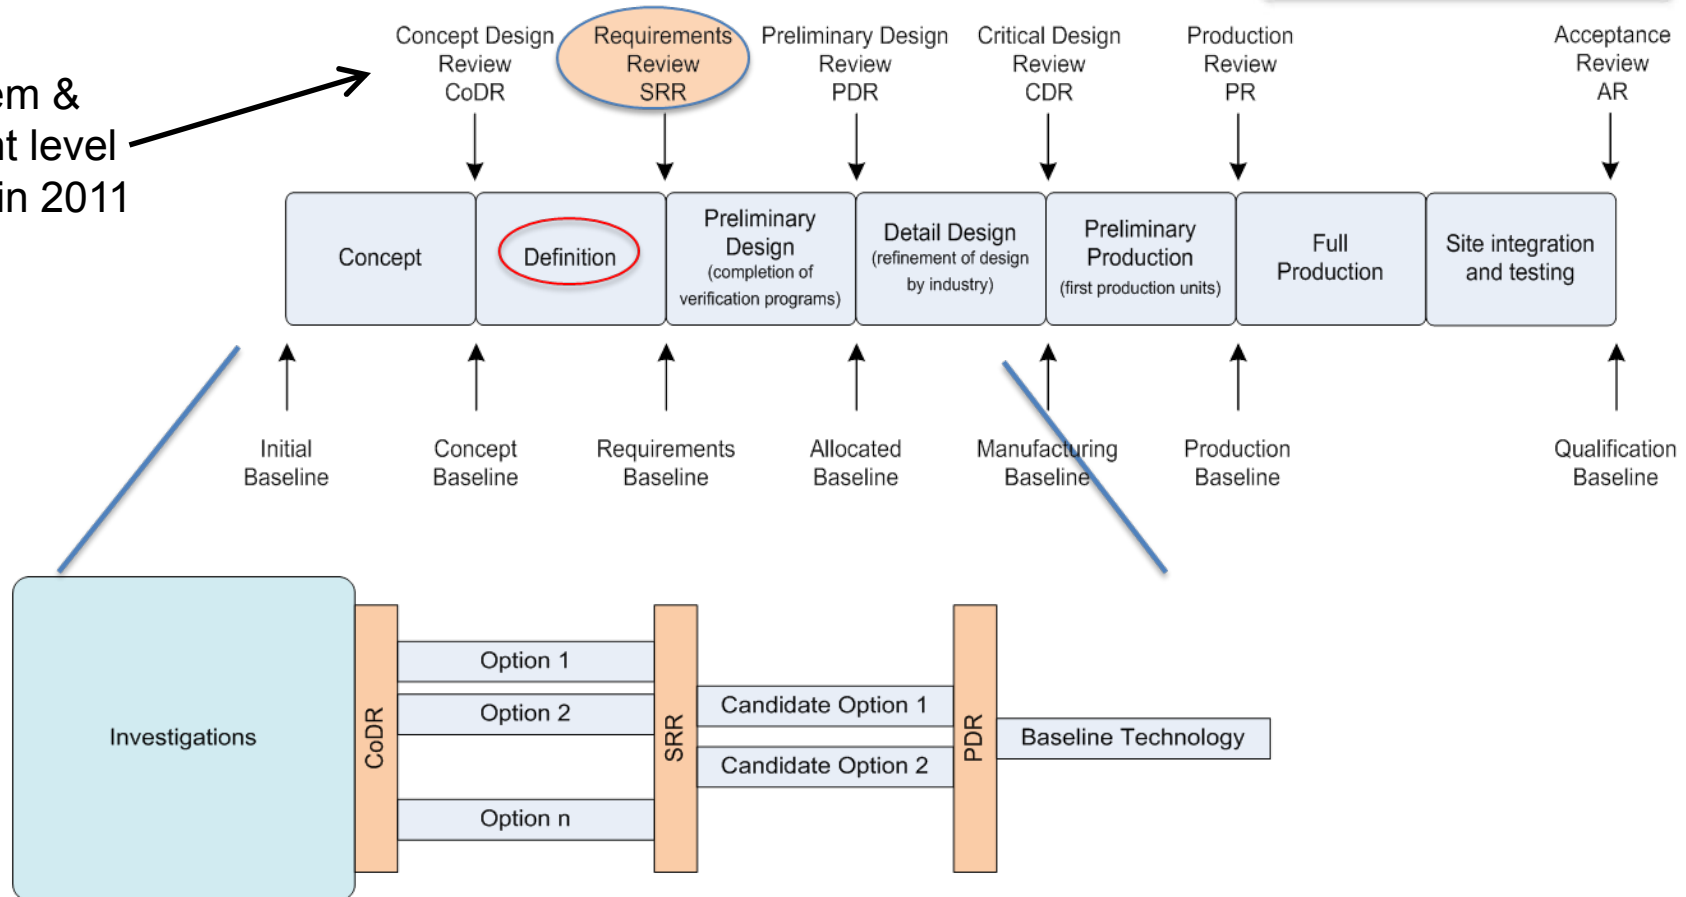 Concept Design
Review
CoDR
Requirements
Review
SRR
Preliminary Design
Review
PDR
Critical Design
Review
CDR
Production
Review
PR
Acceptance
Review
AR
&
level
in 2011
Concept
Definition
Preliminary
Design
(completion of
verification programs)
Detail Design
(refinement of design
by industry)
Preliminary
Production
(first production units)
Full
Production
Site integration
and testing
Initial
Baseline
Concept
Baseline
Requirements
Baseline
Allocated
Baseline
Manufacturing
Baseline
Production
Baseline
Qualification
Baseline
Investigations
CoDR
Option 1
Option 2
Option n
SRR
Candidate Option 1
Candidate Option 2
PDR
Baseline Technology